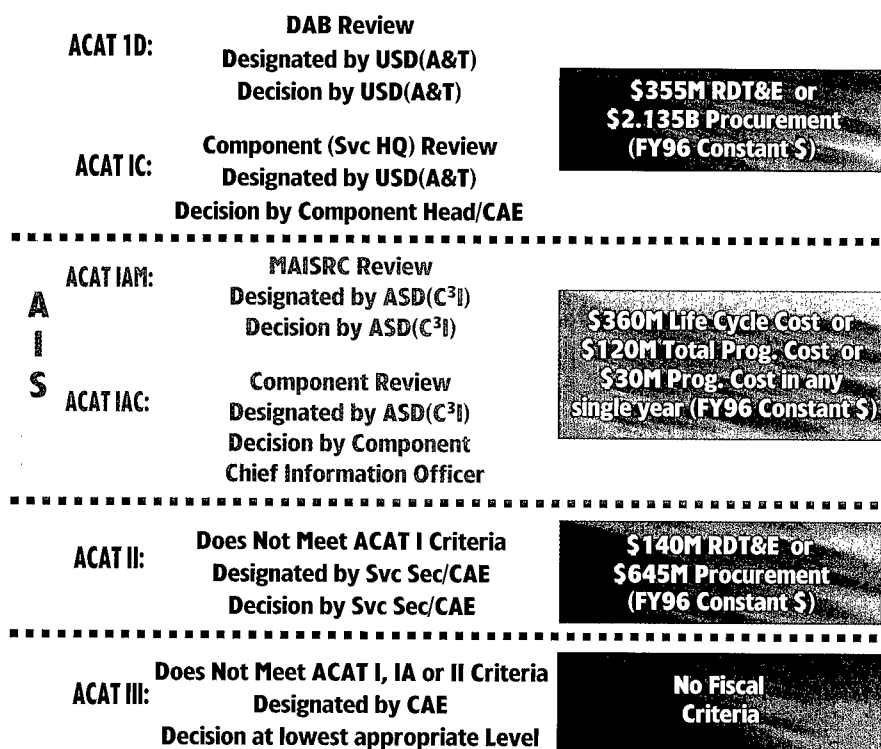 ACAT 1D:
DAB Review
Designated by USD(A&T)
Decision by USD(A&T)
ACAT IC:
Component (Svc HQ) Review
Designated by USD(A&T)
Decision by Component Head/CAE
$355M RDT&E or
$2.135B Procurement
(FY96 Constant $)
AIS
ACAT IAM:
MAISRC Review
Designated by ASD(C³I)
Decision by ASD(C³I)
ACAT IAC:
Component Review
Designated by ASD(C³I)
Decision by Component
Chief Information Officer
$360M Life Cycle Cost or
$120M Total Prog. Cost or
$30M Prog. Cost in any
single year (FY96 Constant $)
ACAT II:
Does Not Meet ACAT I Criteria
Designated by Svc Sec/CAE
Decision by Svc Sec/CAE
$140M RDT&E or
$645M Procurement
(FY96 Constant $)
ACAT III:
Does Not Meet ACAT I, IA or II Criteria
Designated by CAE
Decision at lowest appropriate Level
No Fiscal
Criteria